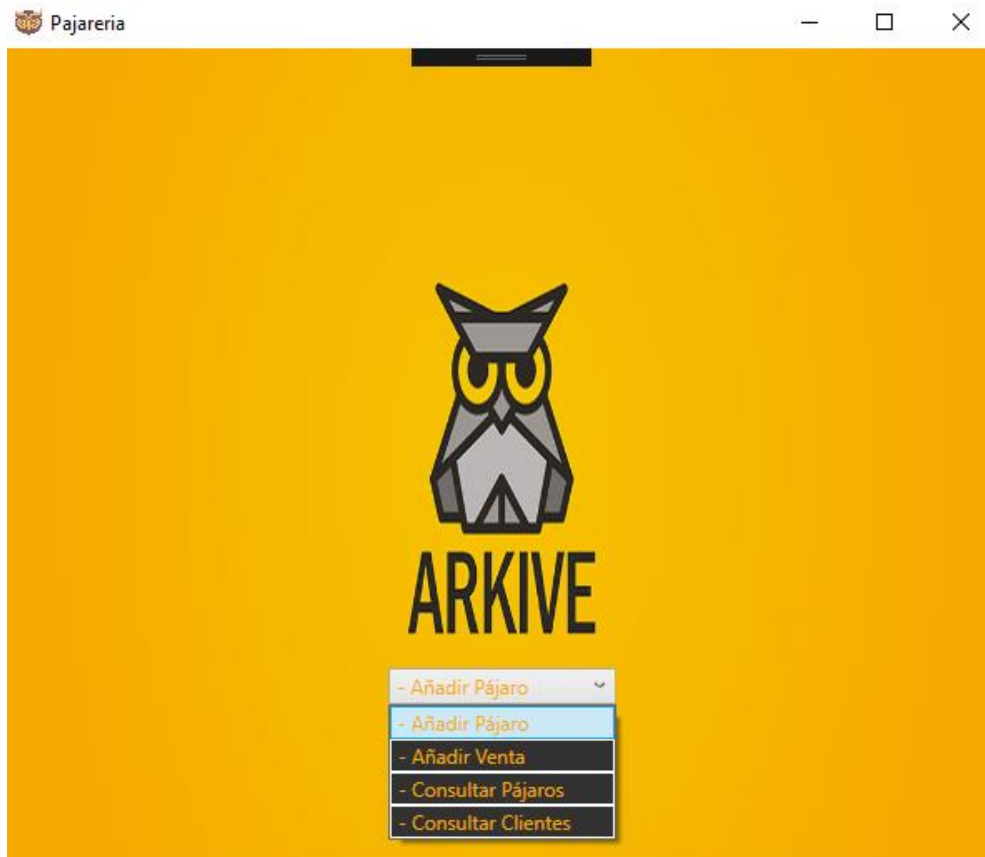 Pajareria
ARKIVE
- Añadir Pájaro
- Añadir Pájaro
- Añadir Venta
- Consultar Pájaros
- Consultar Clientes